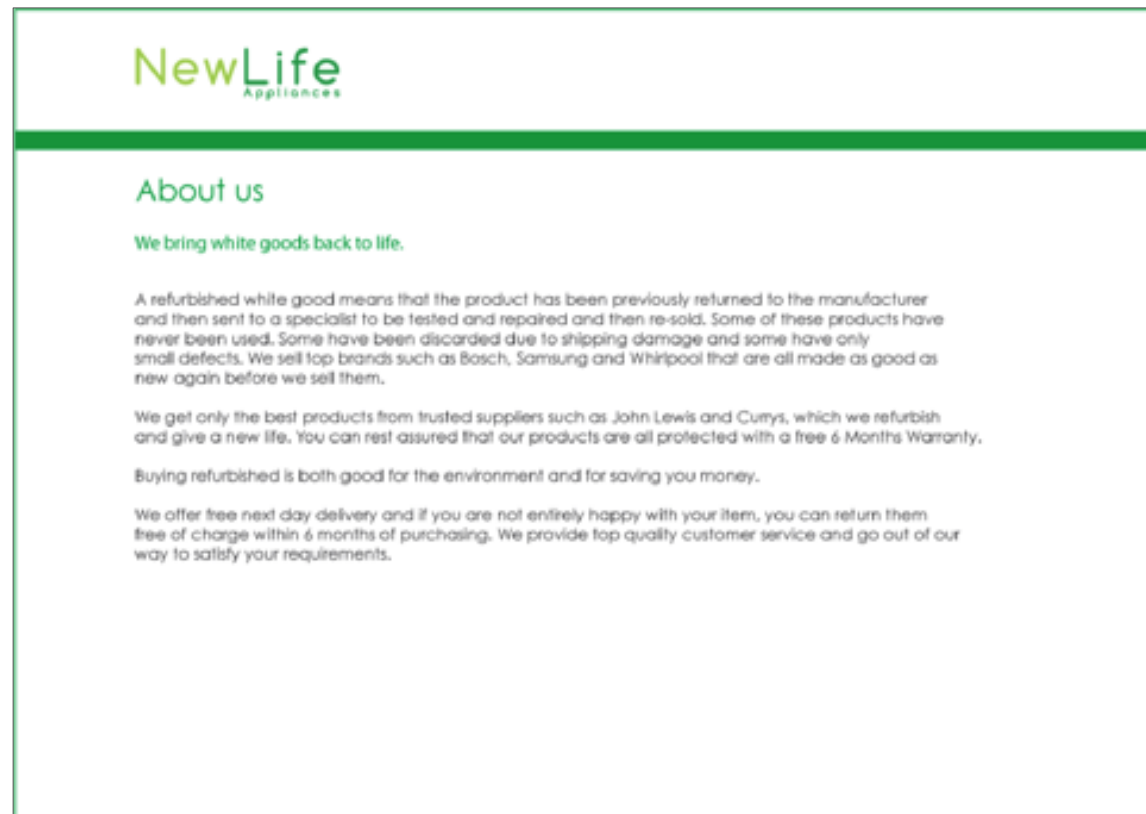 NewLife
Appliances
About us
We bring white goods back to life.
A refurbished white good means that the product has been previously returned to the manufacturer
and then sent to a specialist to be tested and repaired and then re-sold. Some of these products have
never been used. Some have been discarded due to shipping damage and some have only
small defects. We sell top brands such as Bosch, Samsung and Whirlpool that are all made as good as
new again before we sell them.
We get only the best products from trusted suppliers such as John Lewis and Currys, which we refurbish
and give a new life. You can rest assured that our products are all protected with a free 6 Months Warranty.
Buying refurbished is both good for the environment and for saving you money.
We offer free next day delivery and if you are not entirely happy with your item, you can return them
free of charge within 6 months of purchasing. We provide top quality customer service and go out of our
way to satisfy your requirements.